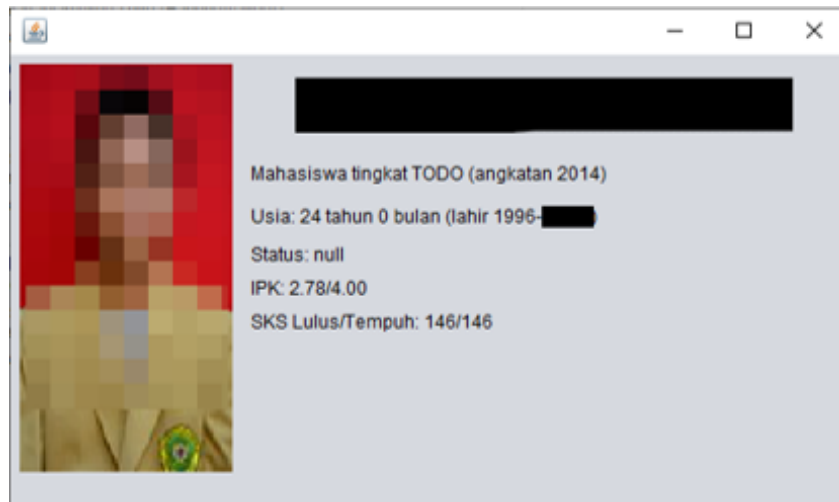 Mahasiswa tingkat TODO (angkatan 2014)
Usia: 24 tahun 0 bulan (lahir 1996-
Status: null
IPK: 2.78/4.00
SKS Lulus/Tempuh: 146/146